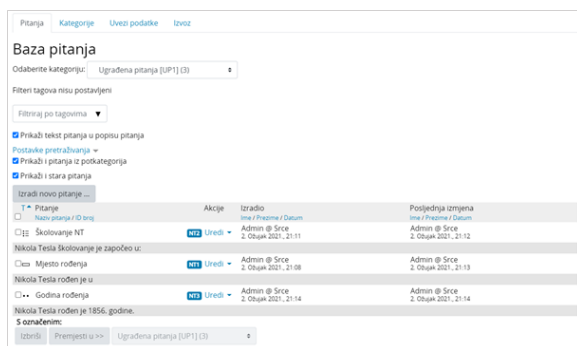 Pitanja Kategorije Uvezi podatke Izvoz
Baza pitanja
Odaberite kategoriju: Ugrađena pitanja [UP1] (3)
Filteri tagova nisu postavljeni
Filtriraj po tagovima ▼
Prikaži tekst pitanja u popisu pitanja
Postavke pretraživanja
Prikaži i pitanja iz potkategorija
Prikaži i stara pitanja
Izradi novo pitanje ...
T Pitanje Akcije Izradio Posljednja izmjena
Naziv pitanja / ID broj Ime / Prezime / Datum Ime / Prezime / Datum
Školovanje NT NT2 Uredi Admin @ Srce Admin @ Srce
2. Ožujak 2021., 21:11 2. Ožujak 2021., 21:12
Nikola Tesla školovanje je započeo u:
Mjesto rođenja NT1 Uredi Admin @ Srce Admin @ Srce
2. Ožujak 2021., 21:08 2. Ožujak 2021., 21:13
Nikola Tesla rođen je u
Godina rođenja NT3 Uredi Admin @ Srce Admin @ Srce
2. Ožujak 2021., 21:14 2. Ožujak 2021., 21:14
Nikola Tesla rođen je 1856. godine.
S označenim:
Izbriši Premjesti u >> Ugrađena pitanja [UP1] (3)